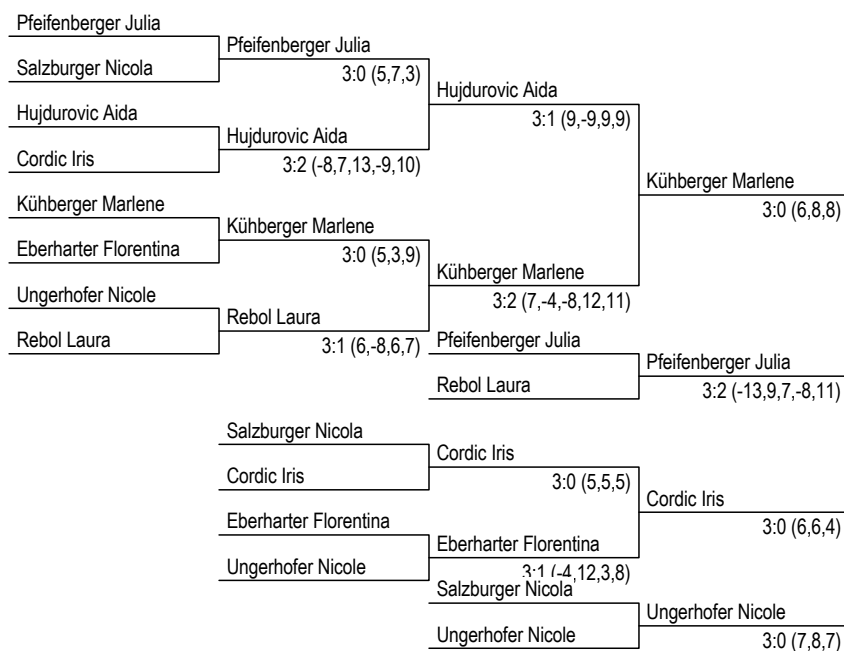 Pfeifenberger Julia
Pfeifenberger Julia
Salzburger Nicola
3:0 (5,7,3)
Hujdurovic Aida
Hujdurovic Aida
3:1 (9,-9,9,9)
Hujdurovic Aida
Cordic Iris
3:2 (-8,7,13,-9,10)
Kühberger Marlene
Kühberger Marlene
3:0 (6,8,8)
Kühberger Marlene
Eberharter Florentina
3:0 (5,3,9)
Kühberger Marlene
Ungerhofer Nicole
3:2 (7,-4,-8,12,11)
Rebol Laura
Rebol Laura
3:1 (6,-8,6,7)
Pfeifenberger Julia
Pfeifenberger Julia
Rebol Laura
3:2 (-13,9,7,-8,11)
Salzburger Nicola
Cordic Iris
Cordic Iris
3:0 (5,5,5)
Cordic Iris
Eberharter Florentina
3:0 (6,6,4)
Eberharter Florentina
Ungerhofer Nicole
3:1 (-4,12,3,8)
Salzburger Nicola
Ungerhofer Nicole
Ungerhofer Nicole
3:0 (7,8,7)